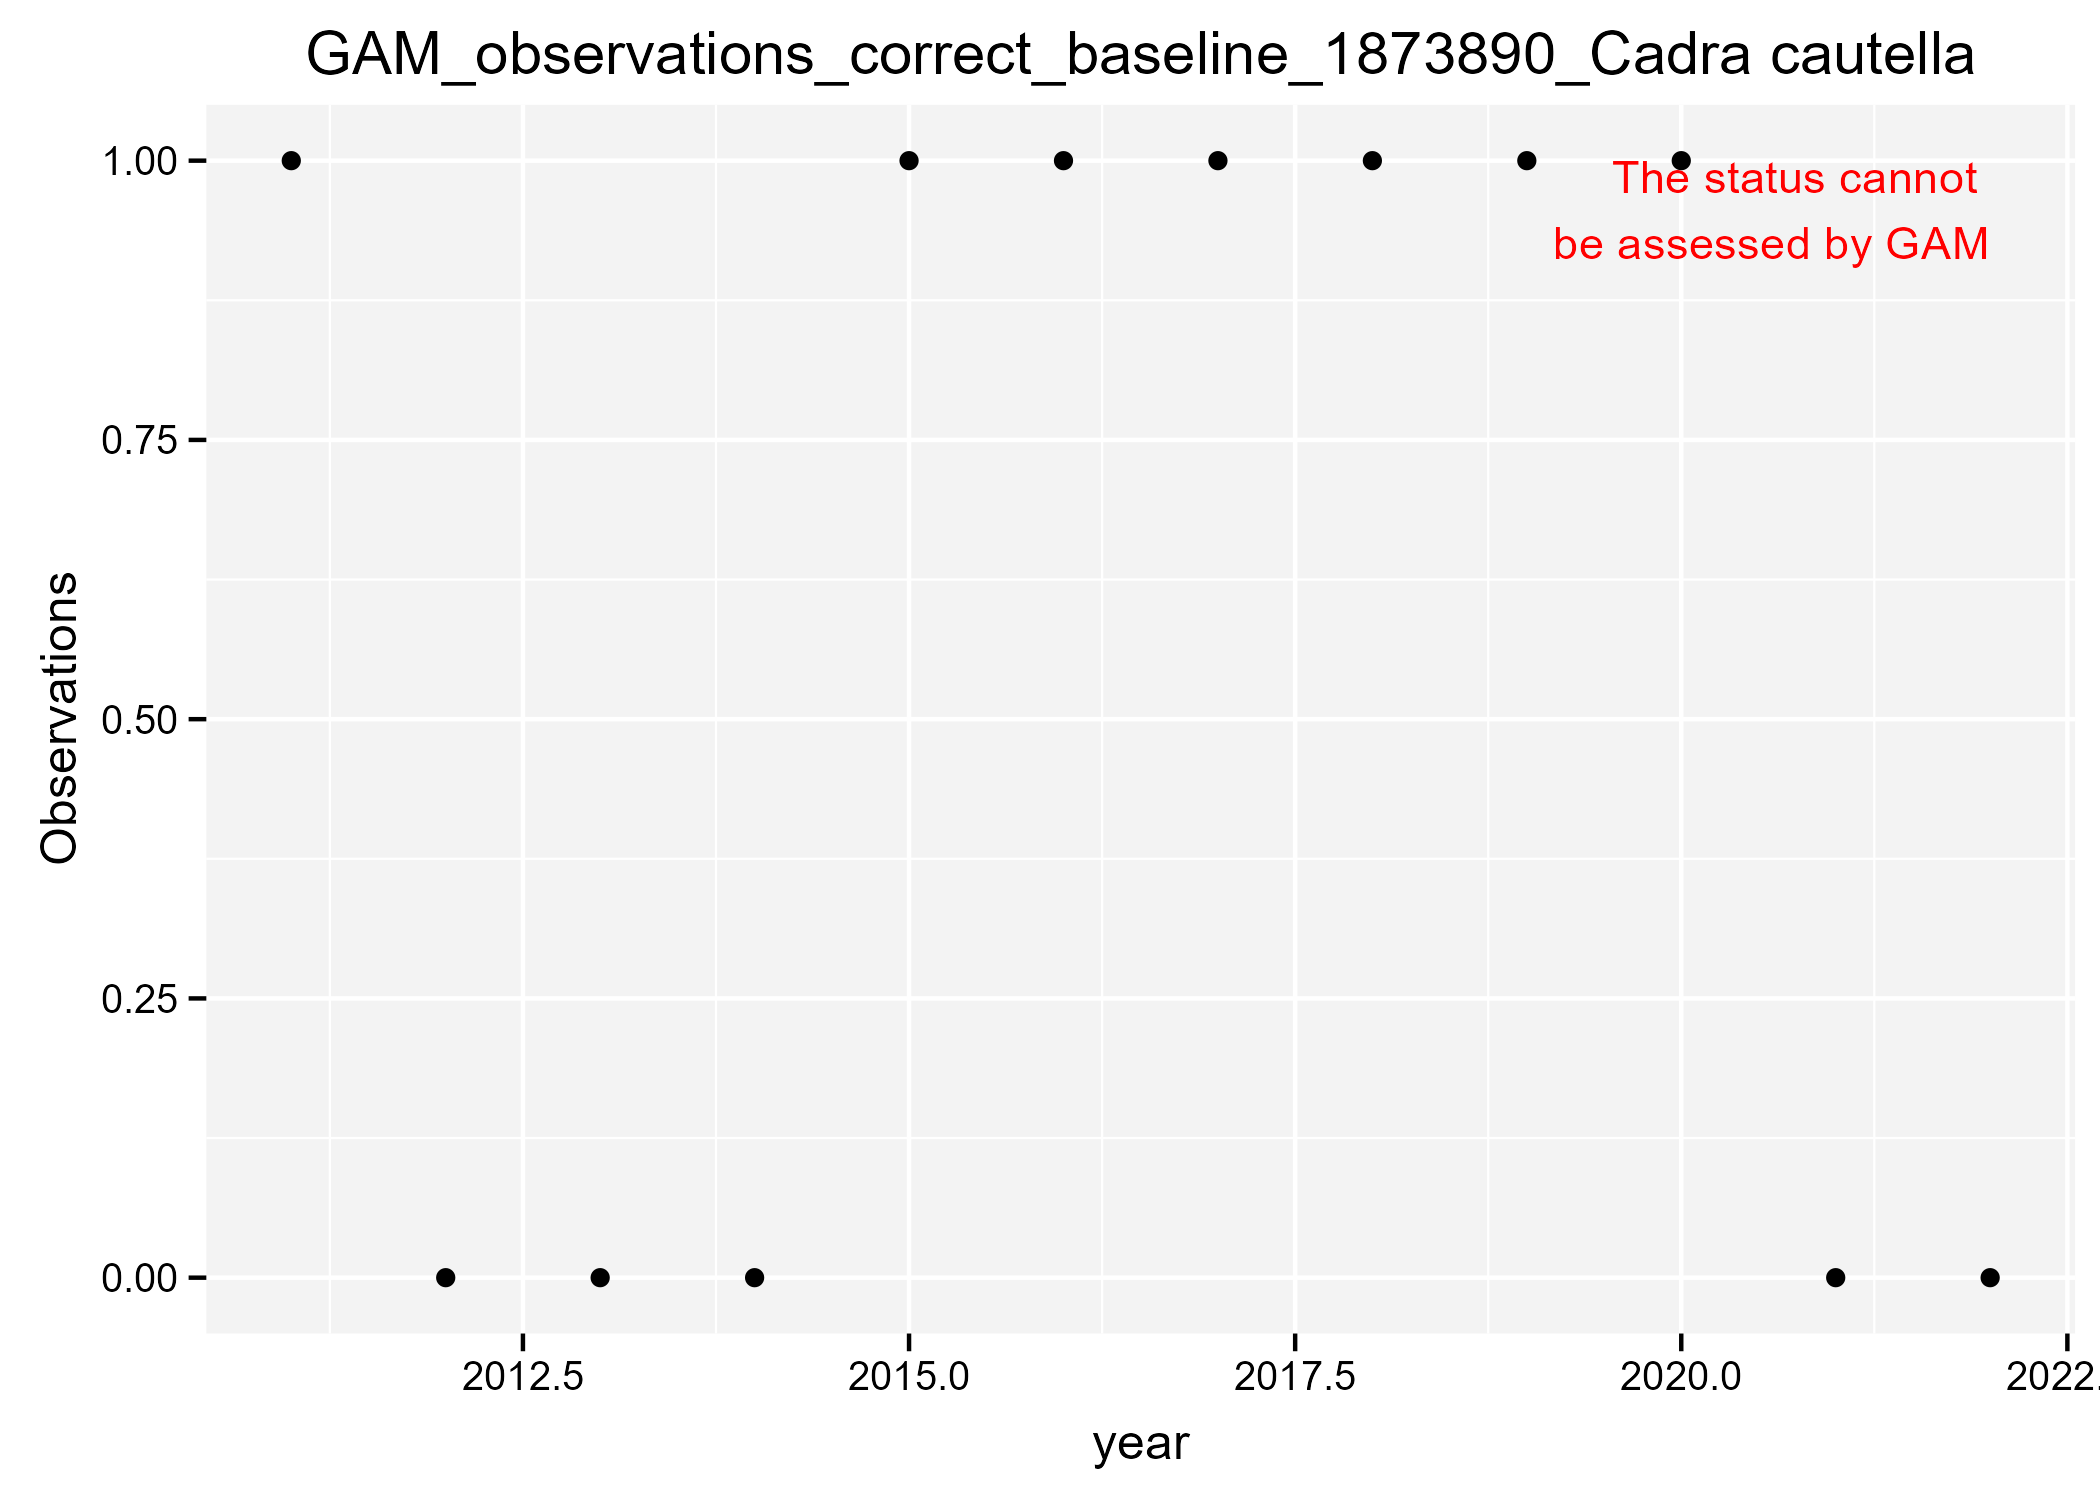 GAM_observations_correct_baseline_1873890_Cadra cautella
1.00
The status cannot
be assessed by GAM
0.75
0.50
0.25
0.00
Observations
2012.5
2015.0
2017.5
2020.0
2022.
year